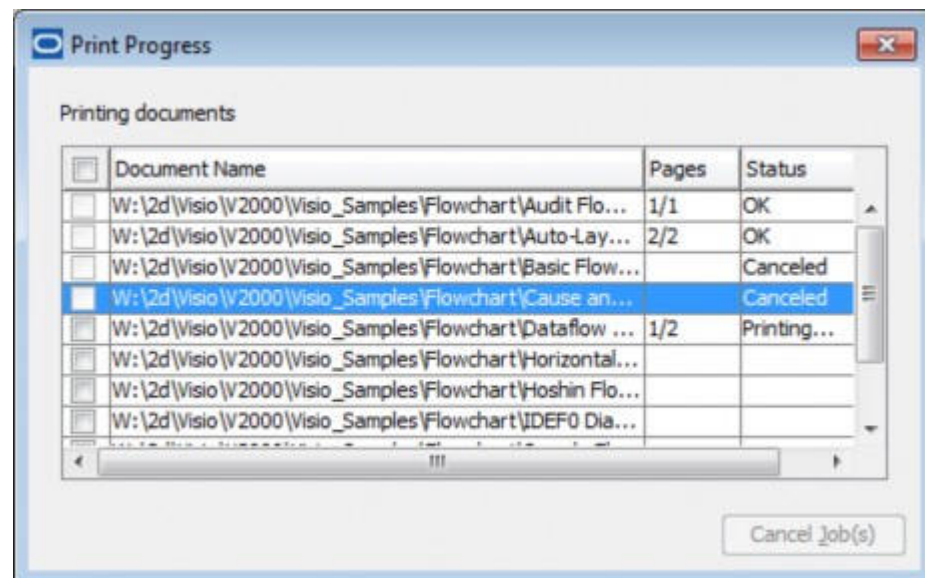 Print Progress
Printing documents
Document Name Pages Status
W:\2d\Visio\V2000\Visio_Samples\Flowchart\Audit Flo... 1/1 OK
W:\2d\Visio\V2000\Visio_Samples\Flowchart\Auto-Lay... 2/2 OK
W:\2d\Visio\V2000\Visio_Samples\Flowchart\Basic Flow... Canceled
W:\2d\Visio\V2000\Visio_Samples\Flowchart\Cause an... Canceled
W:\2d\Visio\V2000\Visio_Samples\Flowchart\Dataflow ... 1/2 Printing...
W:\2d\Visio\V2000\Visio_Samples\Flowchart\Horizontal...
W:\2d\Visio\V2000\Visio_Samples\Flowchart\Hoshin Flo...
W:\2d\Visio\V2000\Visio_Samples\Flowchart\IDEF0 Dia...
Cancel Job(s)